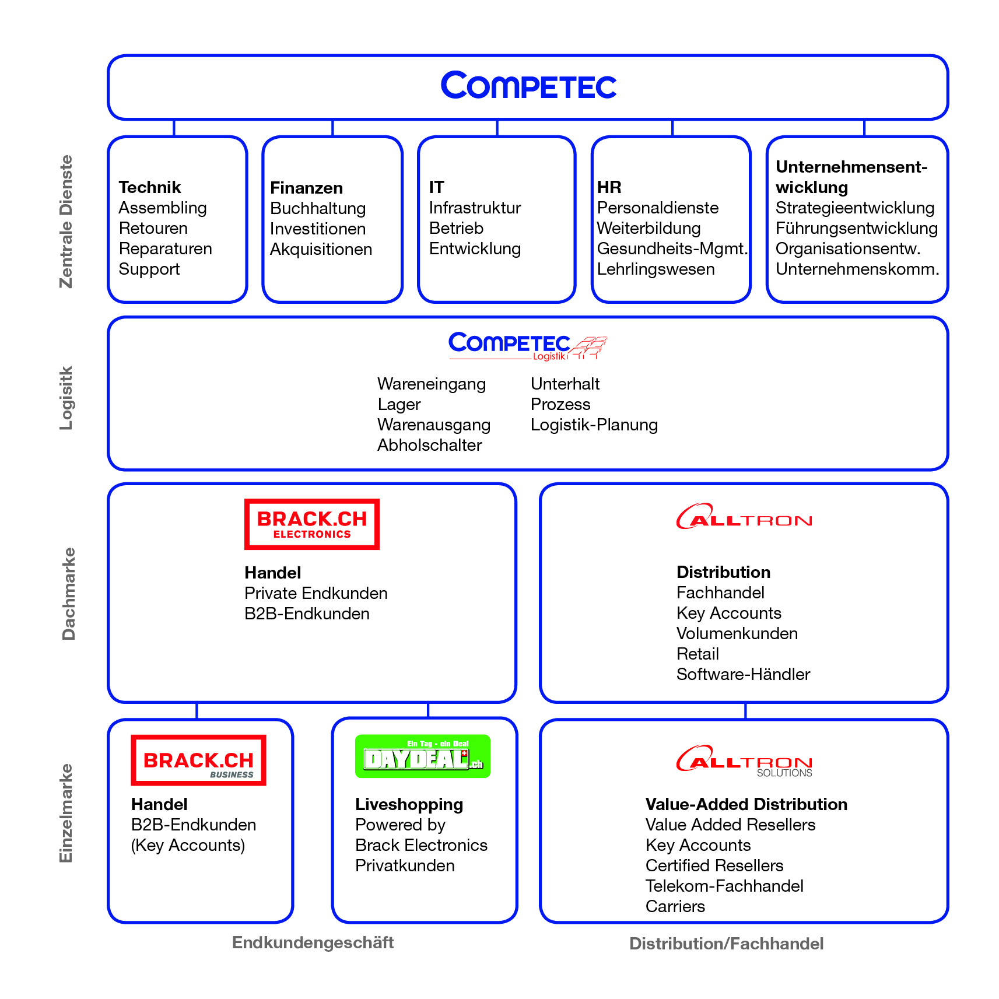 COMPETEC
Zentrale Dienste
Technik
Assembling
Retouren
Reparaturen
Support
Finanzen
Buchhaltung
Investitionen
Akquisitionen
IT
Infrastruktur
Betrieb
Entwicklung
HR
Personaldienste
Weiterbildung
Gesundheits-Mgmt.
Lehrlingswesen
Unternehmensent-
wicklung
Strategieentwicklung
Führungsentwicklung
Organisationsentw.
Unternehmenskomm.
Logisitk
COMPETEC
Logistik
Wareneingang
Lager
Warenausgang
Abholschalter
Unterhalt
Prozess
Logistik-Planung
Dachmarke
BRACK.CH
ELECTRONICS
Handel
Private Endkunden
B2B-Endkunden
ALLTRON
Distribution
Fachhandel
Key Accounts
Volumenkunden
Retail
Software-Händler
Einzelmarke
BRACK.CH
BUSINESS
Handel
B2B-Endkunden
(Key Accounts)
Ein Tag - ein Deal
DAYDEAL.ch
Liveshopping
Powered by
Brack Electronics
Privatkunden
ALLTRON
SOLUTIONS
Value-Added Distribution
Value Added Resellers
Key Accounts
Certified Resellers
Telekom-Fachhandel
Carriers
Endkundengeschäft
Distribution/Fachhandel